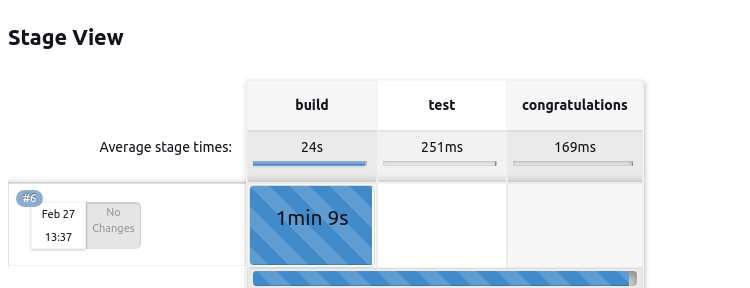 Stage View
build test congratulations
Average stage times: 24s 251ms 169ms
#6
Feb 27
13:37
No
Changes
1min 9s